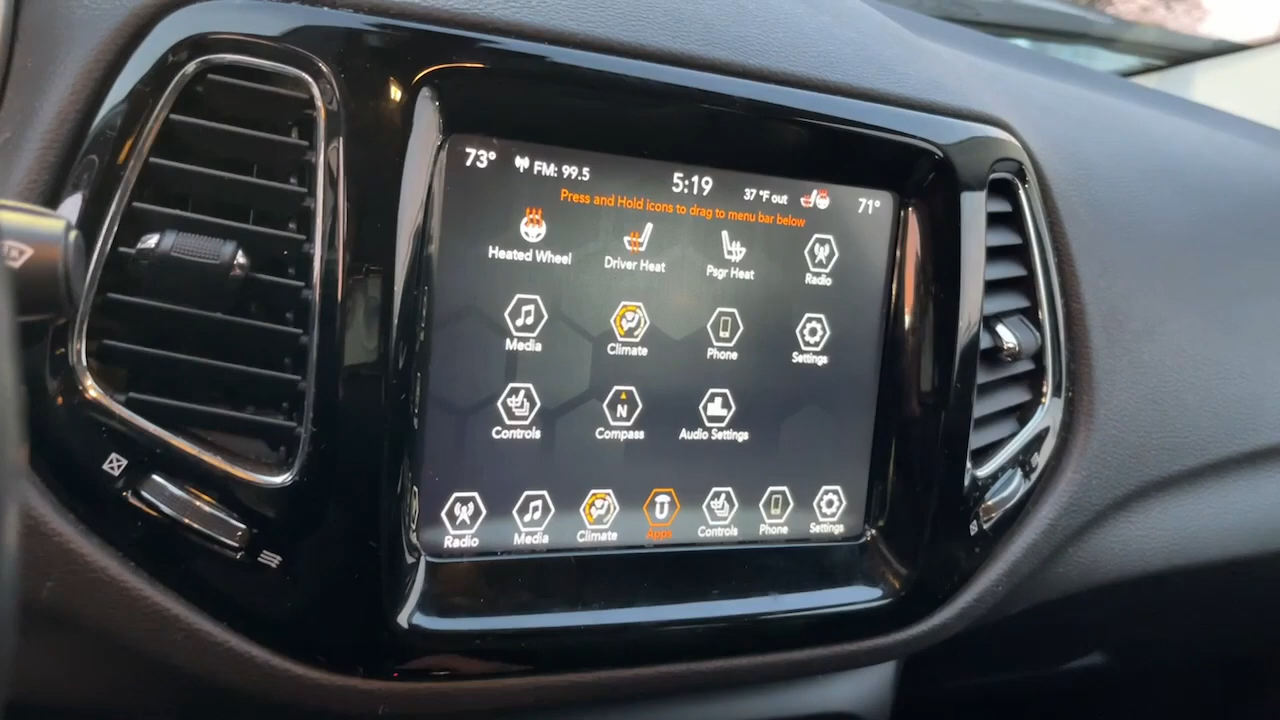 73° FM: 99.5 5:19 37 °F out 71°
Press and Hold icons to drag to menu bar below
Heated Wheel Driver Heat Psgr Heat Radio
Media Climate Phone Settings
N
Controls Compass Audio Settings
Radio Media Climate Apps Controls Phone Settings